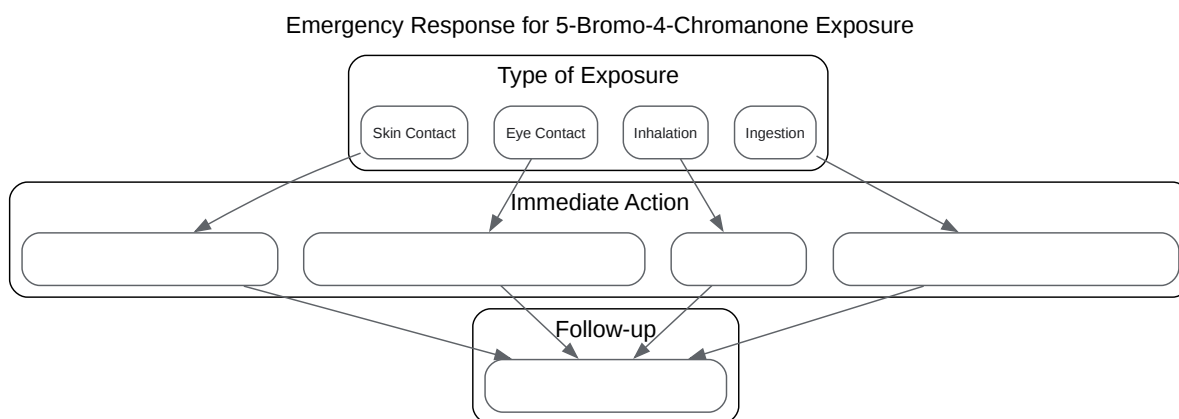 Emergency Response for 5-Bromo-4-Chromanone Exposure
Type of Exposure
Skin Contact
Eye Contact
Inhalation
Ingestion
Immediate Action
Follow-up